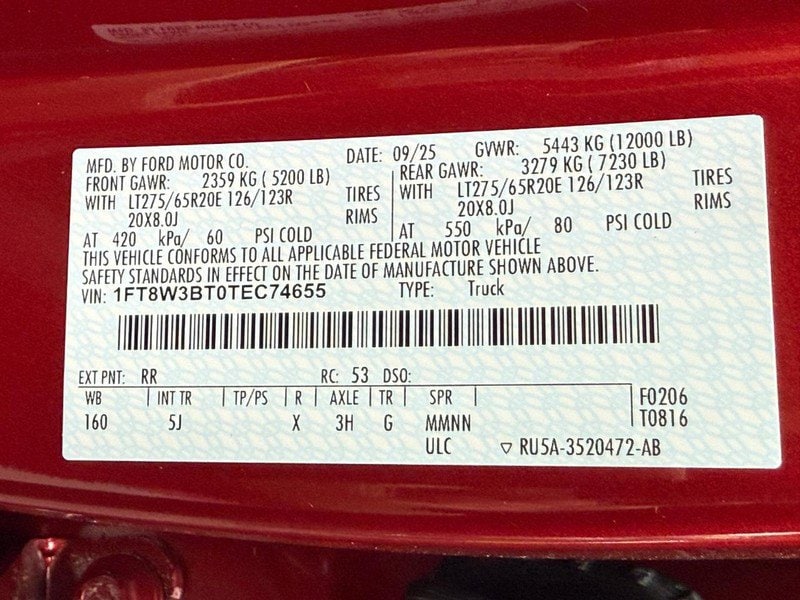 MFD. BY FORD MOTOR CO. DATE: 09/25 GVWR: 5443 KG (12000 LB)
FRONT GAWR: 2359 KG ( 5200 LB) REAR GAWR: 3279 KG ( 7230 LB)
WITH LT275/65R20E 126/123R TIRES WITH LT275/65R20E 126/123R TIRES
20X8.0J RIMS 20X8.0J RIMS
AT 420 kPa/ 60 PSI COLD AT 550 kPa/ 80 PSI COLD
THIS VEHICLE CONFORMS TO ALL APPLICABLE FEDERAL MOTOR VEHICLE
SAFETY STANDARDS IN EFFECT ON THE DATE OF MANUFACTURE SHOWN ABOVE.
VIN: 1FT8W3BT0TEC74655 TYPE: Truck
EXT PNT: RR RC: 53 DSO:
WB | INT TR | TP/PS | R | AXLE | TR | SPR | F0206
160 5J X 3H G MMNN T0816
ULC ▽ RU5A-3520472-AB